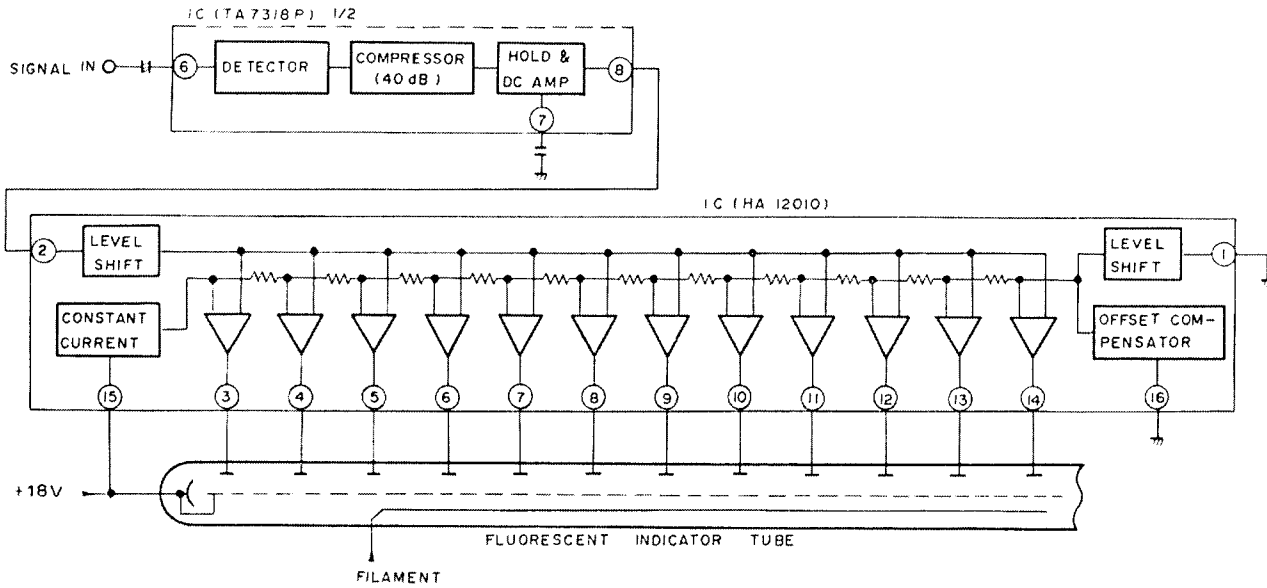 IC (TA7318P) 1/2
SIGNAL IN
6
DETECTOR
COMPRESSOR
(40dB)
HOLD &
DC AMP
8
7
IC (HA 12010)
2
LEVEL
SHIFT
LEVEL
SHIFT
1
CONSTANT
CURRENT
OFFSET COM-
PENSATOR
15
3
4
5
6
7
8
9
10
11
12
13
14
16
+18V
FLUORESCENT INDICATOR TUBE
FILAMENT